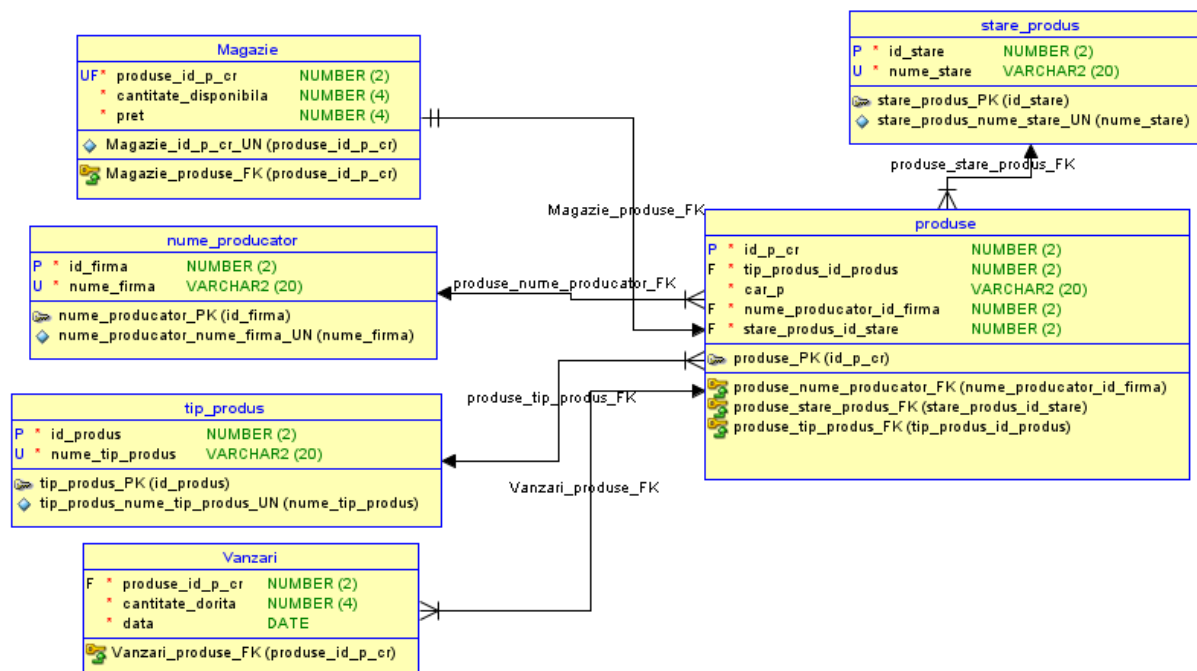 Magazie
UF* produse_id_p_cr NUMBER (2)
* cantitate_disponibila NUMBER (4)
* pret NUMBER (4)
Magazie_id_p_cr_UN (produse_id_p_cr)
Magazie_produse_FK (produse_id_p_cr)
stare_produs
P * id_stare NUMBER (2)
U * nume_stare VARCHAR2 (20)
stare_produs_PK (id_stare)
stare_produs_nume_stare_UN (nume_stare)
produse_stare_produs_FK
Magazie_produse_FK
nume_producator
P * id_firma NUMBER (2)
U * nume_firma VARCHAR2 (20)
nume_producator_PK (id_firma)
nume_producator_nume_firma_UN (nume_firma)
produse_nume_producator_FK
produse
P * id_p_cr NUMBER (2)
F * tip_produs_id_produs NUMBER (2)
* car_p VARCHAR2 (20)
F * nume_producator_id_firma NUMBER (2)
F * stare_produs_id_stare NUMBER (2)
produse_PK (id_p_cr)
produse_nume_producator_FK (nume_producator_id_firma)
produse_stare_produs_FK (stare_produs_id_stare)
produse_tip_produs_FK (tip_produs_id_produs)
produse_tip_produs_FK
tip_produs
P * id_produs NUMBER (2)
U * nume_tip_produs VARCHAR2 (20)
tip_produs_PK (id_produs)
tip_produs_nume_tip_produs_UN (nume_tip_produs)
Vanzari_produse_FK
Vanzari
F * produse_id_p_cr NUMBER (2)
* cantitate_dorita NUMBER (4)
* data DATE
Vanzari_produse_FK (produse_id_p_cr)